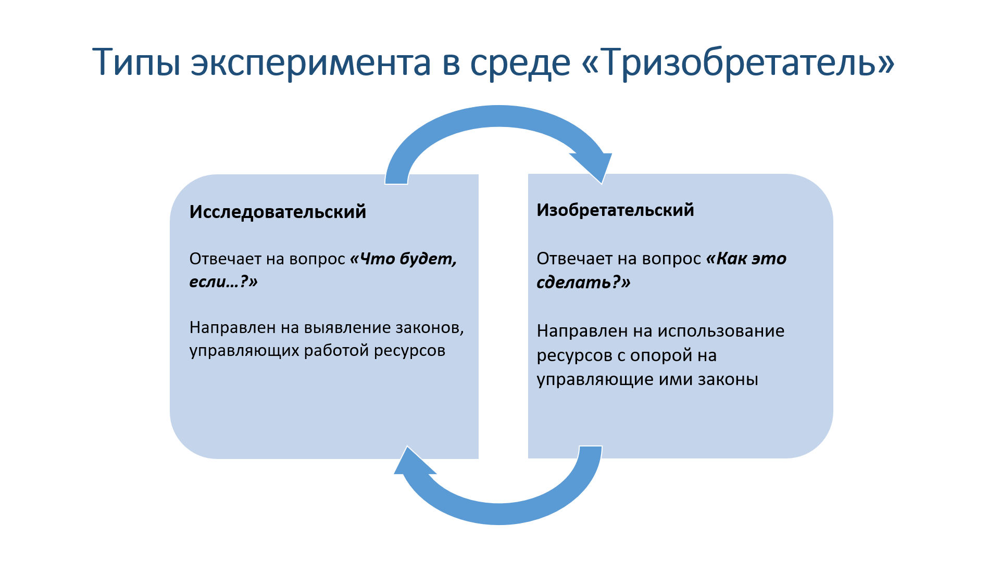 Типы эксперимента в среде «Тризобретатель»
Исследовательский
Отвечает на вопрос «Что будет,
если…?»
Направлен на выявление законов,
управляющих работой ресурсов
Изобретательский
Отвечает на вопрос «Как это
сделать?»
Направлен на использование
ресурсов с опорой на
управляющие ими законы